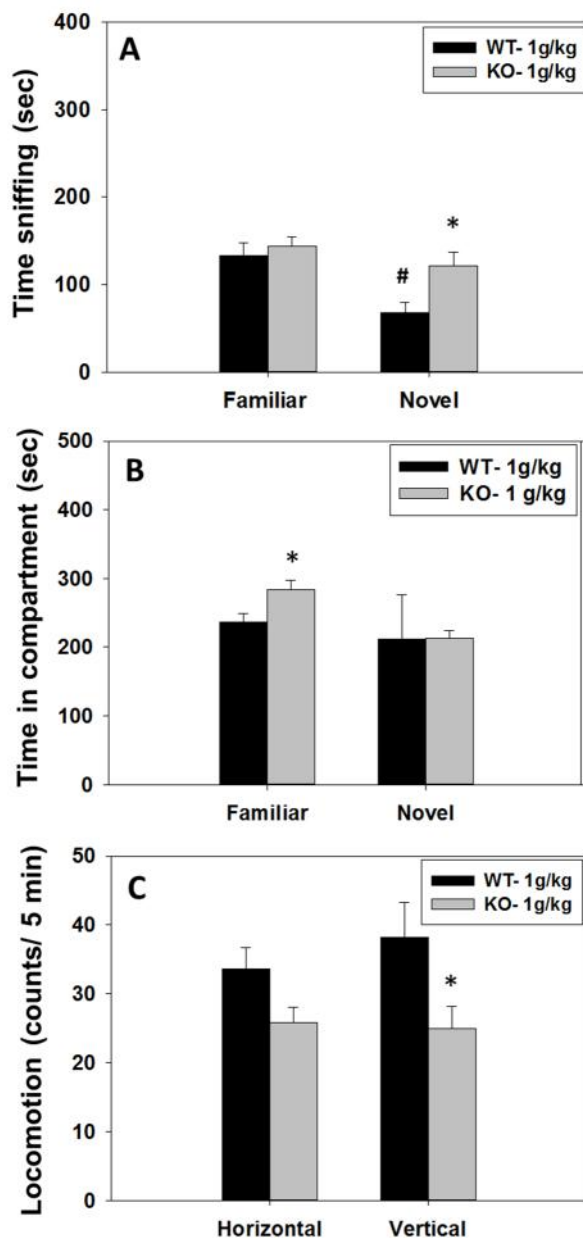 A
WT- 1g/kg
KO- 1g/kg
Time sniffing (sec)
400
300
200
100
0
#
*
Familiar Novel
B
WT- 1g/kg
KO- 1 g/kg
Time in compartment (sec)
500
400
300
200
100
0
*
Familiar Novel
C
WT- 1g/kg
KO- 1g/kg
Locomotion (counts/ 5 min)
50
40
30
20
10
0
*
Horizontal Vertical